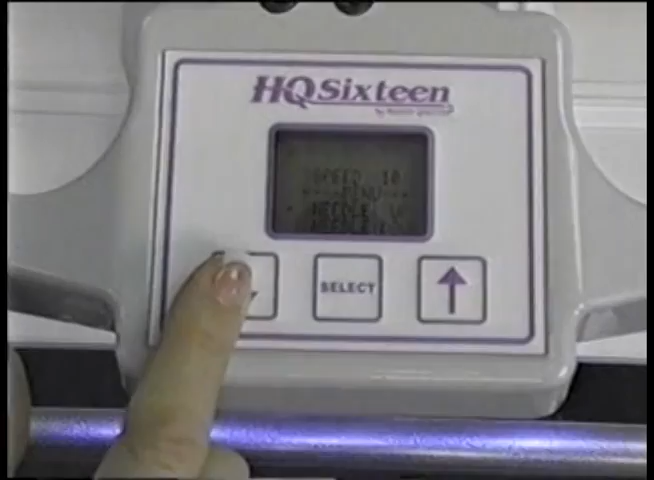 HQ Sixteen
SPEED 10
----MENU----
NEEDLE
SELECT